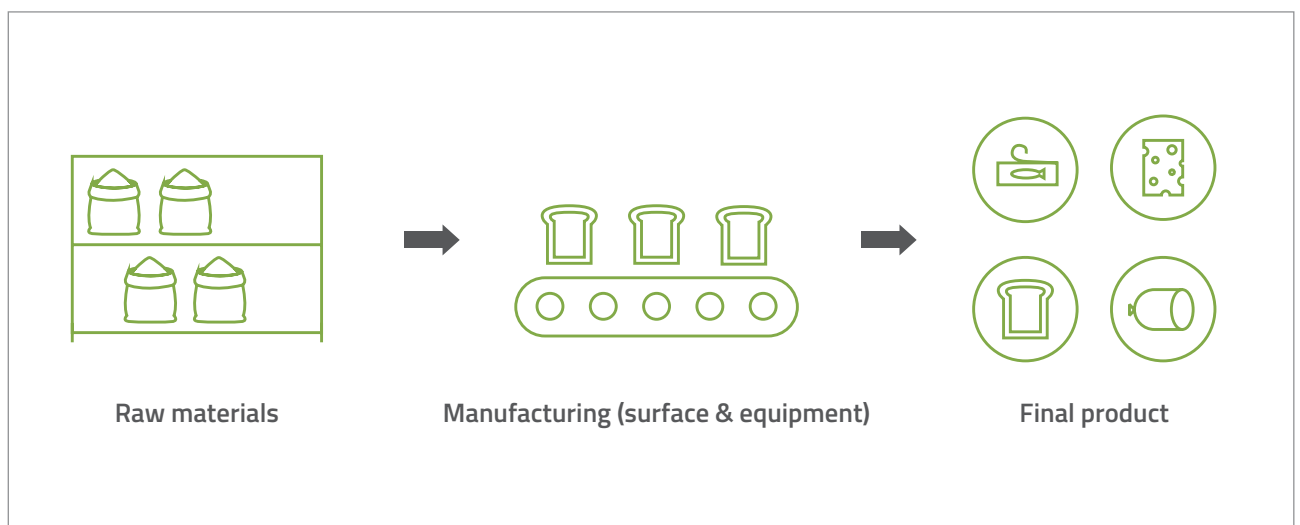 Raw materials
Manufacturing (surface & equipment)
Final product